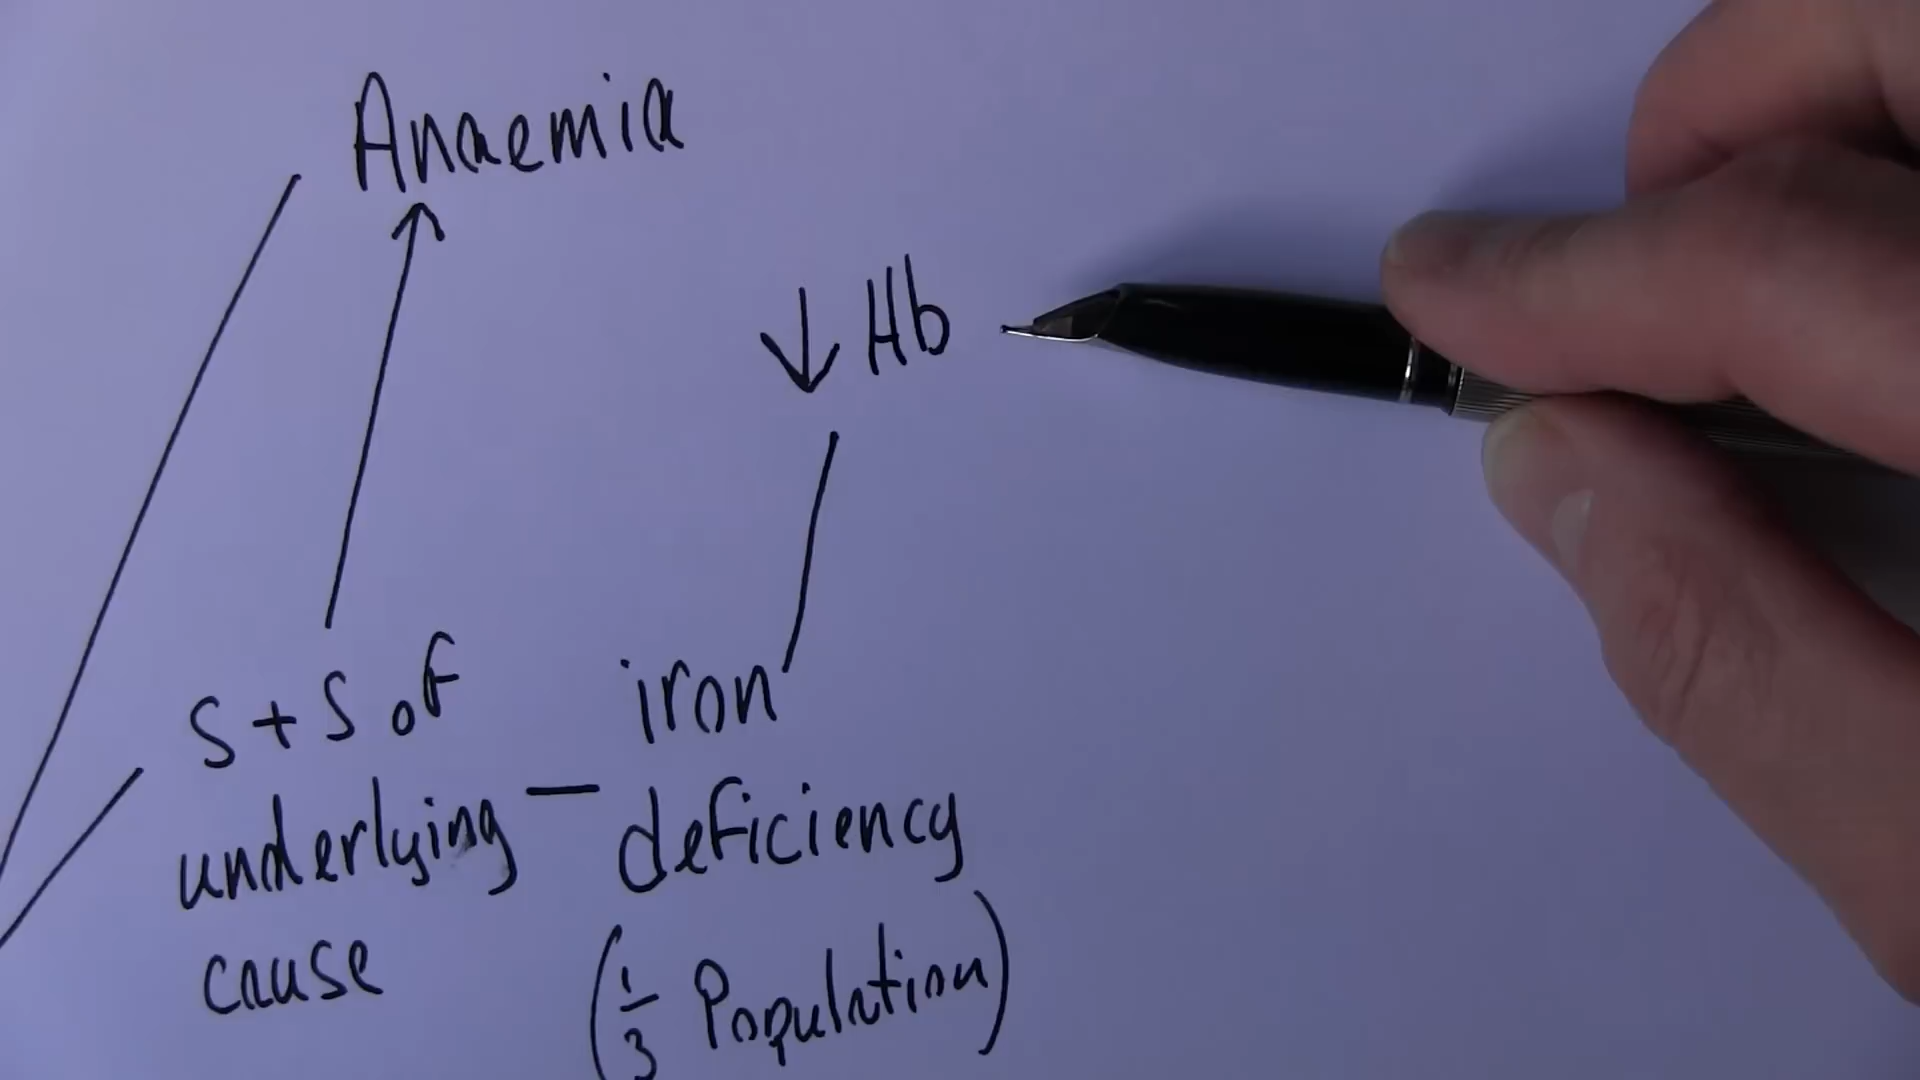 Anaemia
↓ Hb
S + S of
underlying –
cause
iron
deficiency
(1/3 Population)